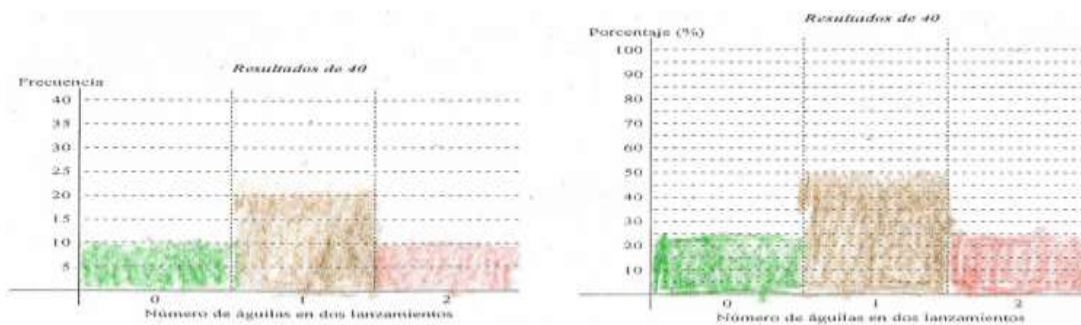 Resultados de 40
Frecuencia
40
35
30
25
20
15
10
5
0 1 2
Número de águilas en dos lanzamientos
Resultados de 40
Porcentaje (%)
100
90
80
70
60
50
40
30
20
10
0 1 2
Número de águilas en dos lanzamientos